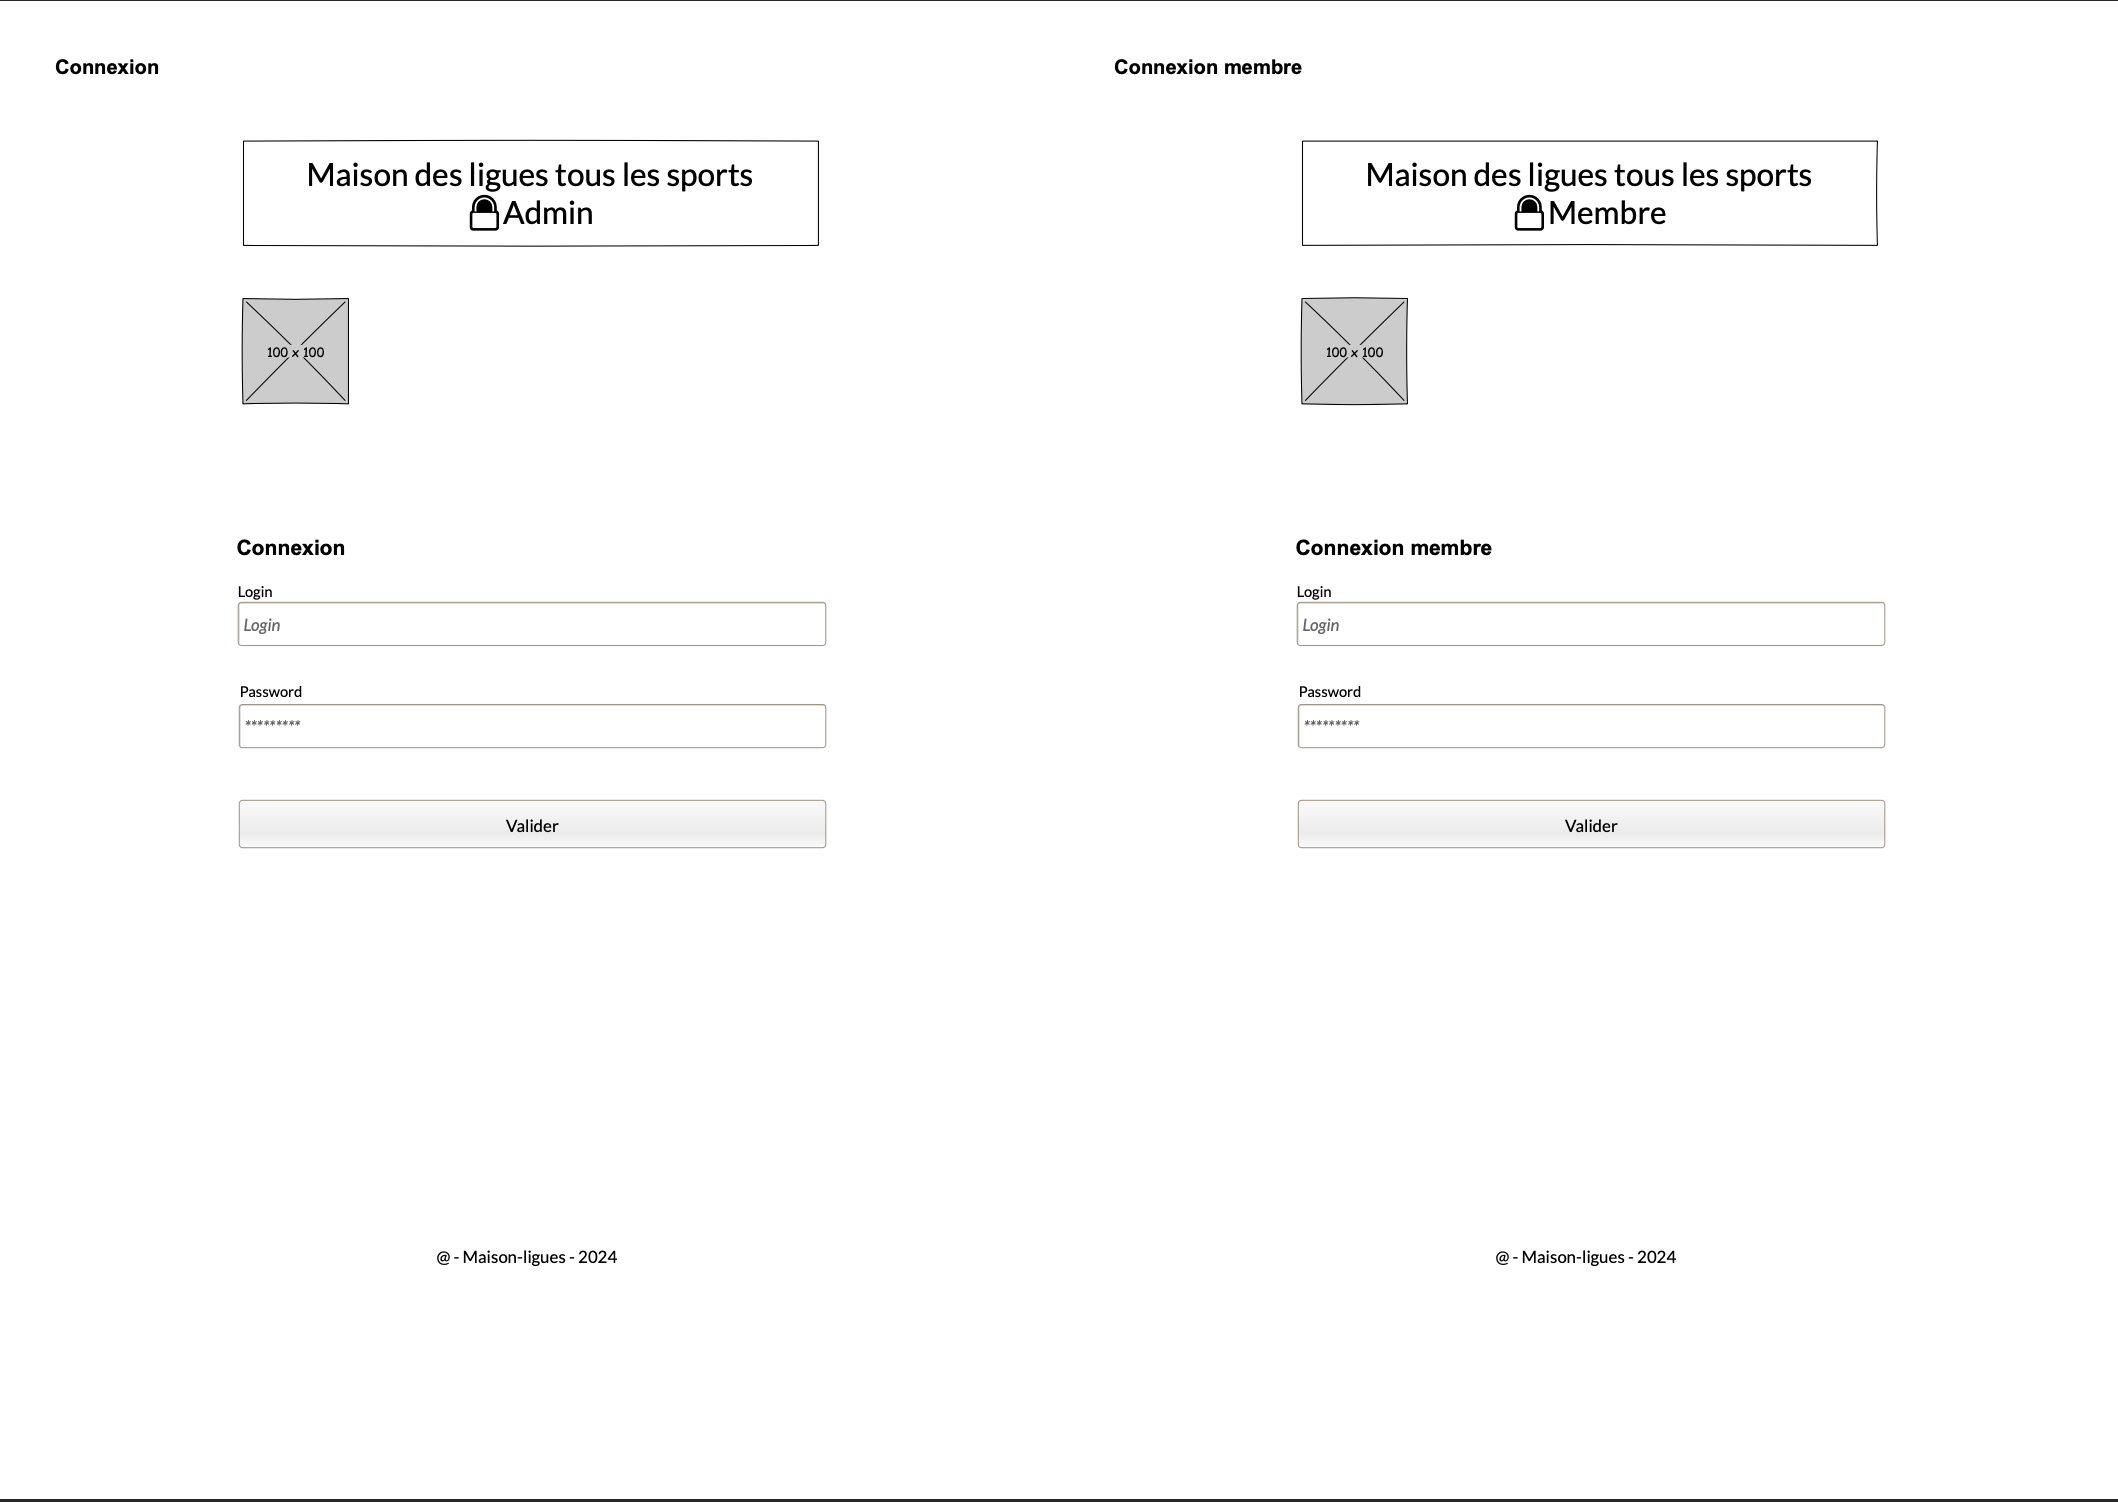 Connexion
Maison des ligues tous les sports
Admin
100 x 100
Connexion
Login
Login
Password
*********
Valider
@ - Maison-ligues - 2024
Connexion membre
Maison des ligues tous les sports
Membre
100 x 100
Connexion membre
Login
Login
Password
*********
Valider
@ - Maison-ligues - 2024